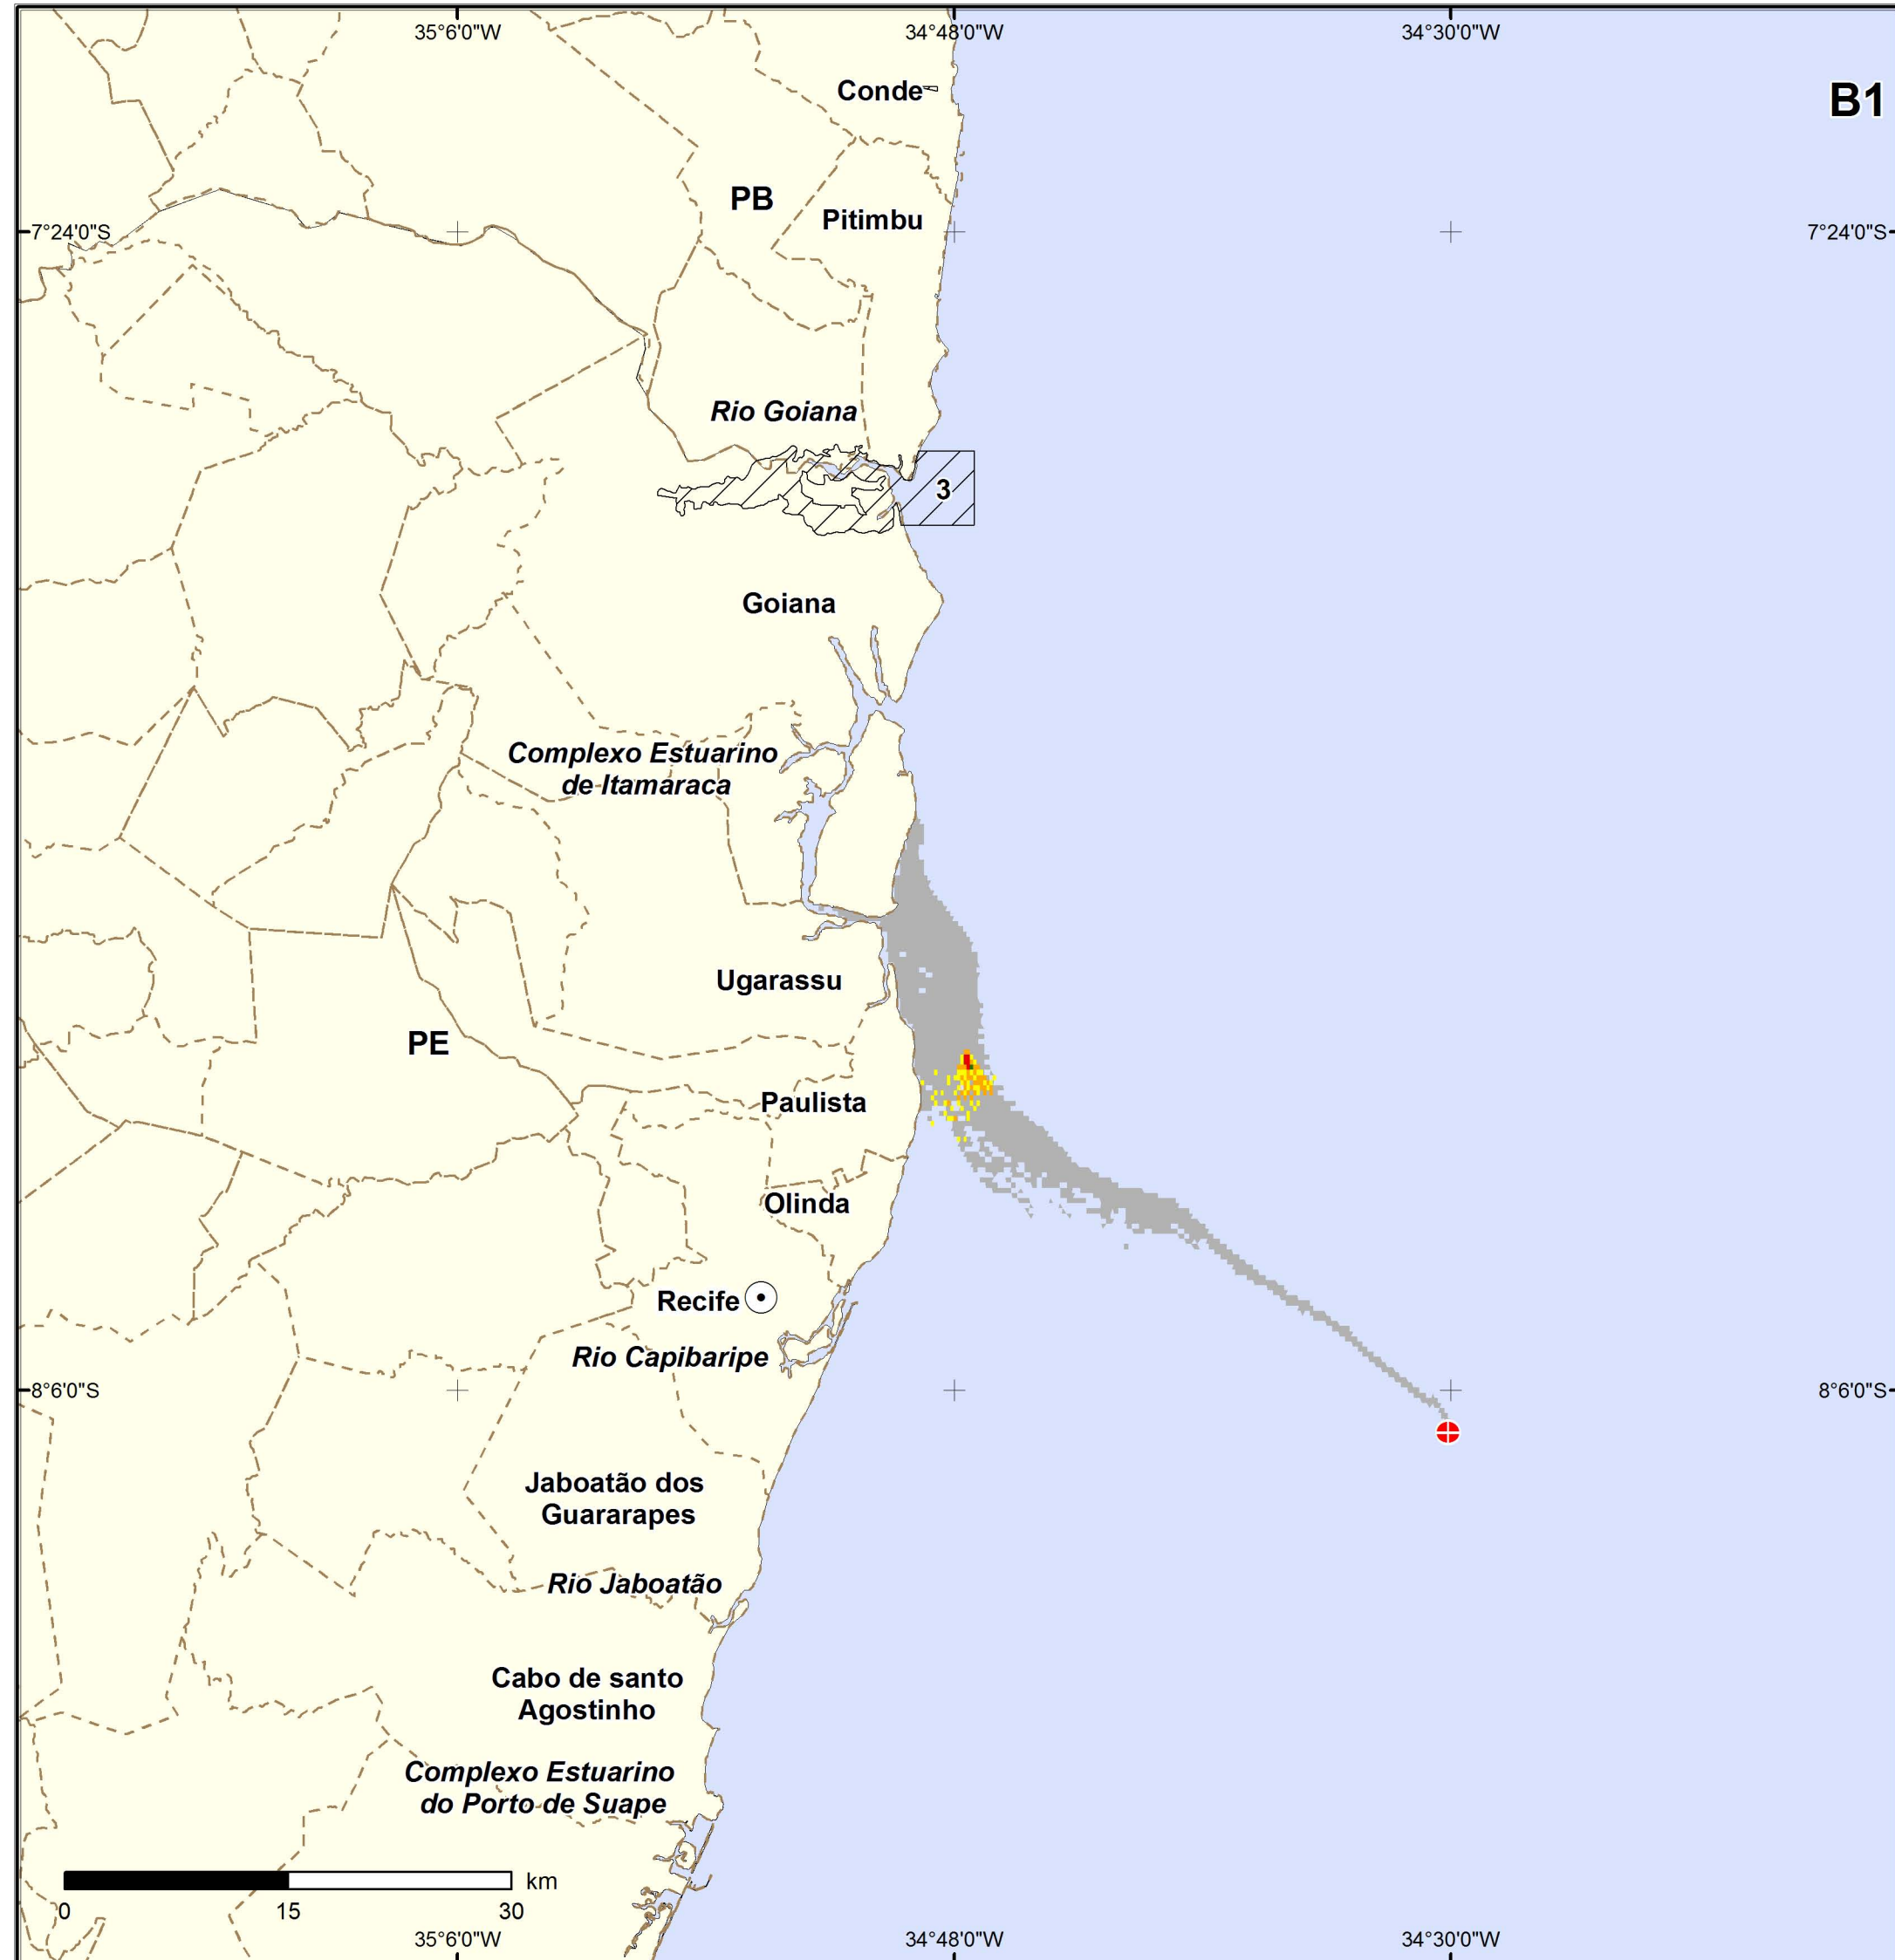 35°6'0"W
34°48'0"W
34°30'0"W
Conde
B1
PB
Pitimbu
7°24'0"S
7°24'0"S
Rio Goiana
3
Goiana
Complexo Estuarino
de Itamaraca
Ugarassu
PE
Paulista
Olinda
Recife
Rio Capibaripe
8°6'0"S
8°6'0"S
Jaboatão dos
Guararapes
Rio Jaboatão
Cabo de santo
Agostinho
Complexo Estuarino
do Porto de Suape
km
0
15
30
35°6'0"W
34°48'0"W
34°30'0"W